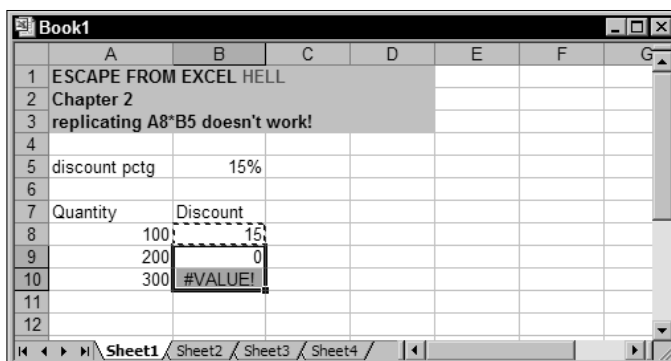 Book1
A B C D E F G
1 ESCAPE FROM EXCEL HELL
2 Chapter 2
3 replicating A8*B5 doesn't work!
4
5 discount pctg 15%
6
7 Quantity Discount
8 100 15
9 200 0
10 300 #VALUE!
11
12
Sheet1 Sheet2 Sheet3 Sheet4